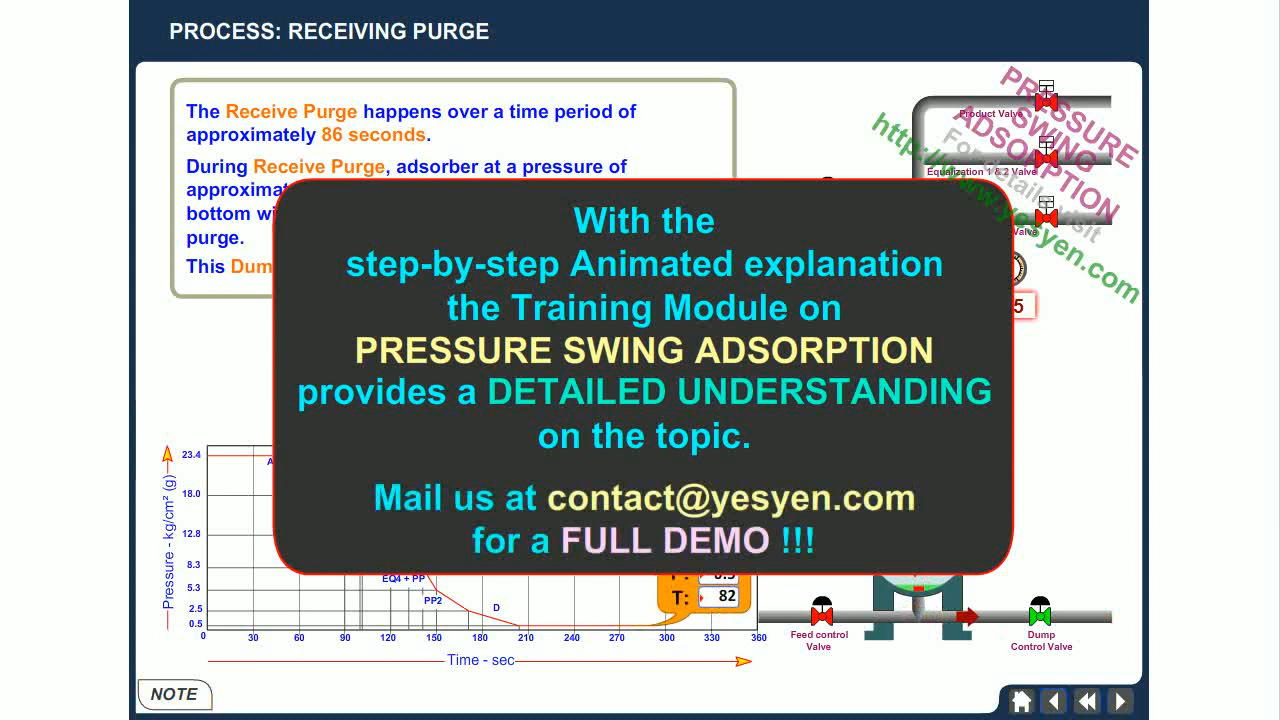 PROCESS: RECEIVING PURGE
The Receive Purge happens over a time period of
approximately 86 seconds.
During Receive Purge, adsorber at a pressure of
bottom
purge.
This
With the
step-by-step Animated explanation
the Training Module on
PRESSURE SWING ADSORPTION
provides a DETAILED UNDERSTANDING
on the topic.
Mail us at contact@yesyen.com
for a FULL DEMO !!!
PRESSURE
SWING
ADSORPTION
For details visit
http://www.yesyen.com
Product Valve
Equalization 1 & 2 Valve
Valve
5
Pressure - kg/cm² (g)
23.4
18.0
12.8
8.3
5.3
2.5
0.5
A
EQ4 + PP
PP2
D
T: 82
0 30 60 90 120 150 180 210 240 270 300 330 360
Time - sec
Feed control
Valve
Dump
Control Valve
NOTE